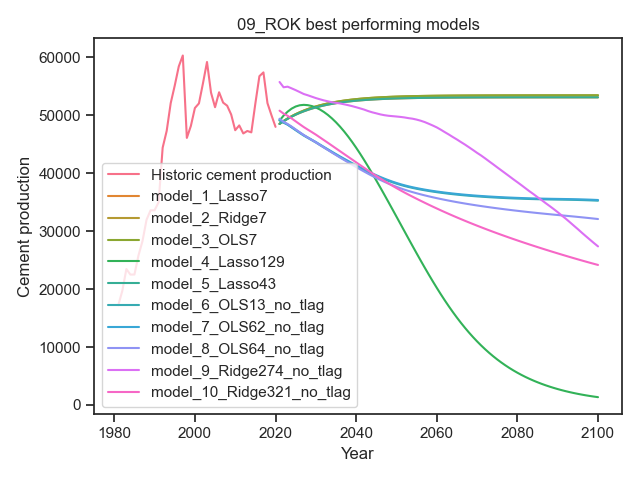 09_ROK best performing models
60000
50000
40000
30000
20000
10000
0
Cement production
Historic cement production
model_1_Lasso7
model_2_Ridge7
model_3_OLS7
model_4_Lasso129
model_5_Lasso43
model_6_OLS13_no_tlag
model_7_OLS62_no_tlag
model_8_OLS64_no_tlag
model_9_Ridge274_no_tlag
model_10_Ridge321_no_tlag
1980 2000 2020 2040 2060 2080 2100
Year